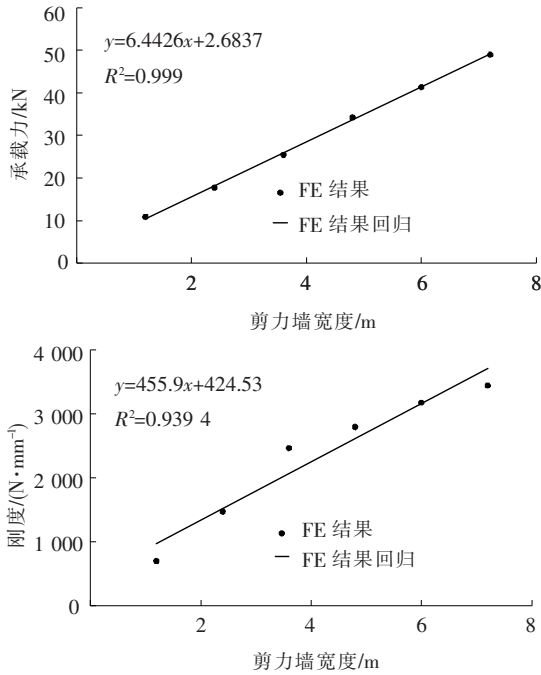 y=6.4426x+2.6837
R²=0.999
60
50
40
30
20
10
0
承载力/kN
FE 结果
FE 结果回归
2 4 6 8
剪力墙宽度/m
4 000
3 000
2 000
1 000
0
刚度/(N·mm⁻¹)
y=455.9x+424.53
R²=0.939 4
FE 结果
FE 结果回归
2 4 6 8
剪力墙宽度/m